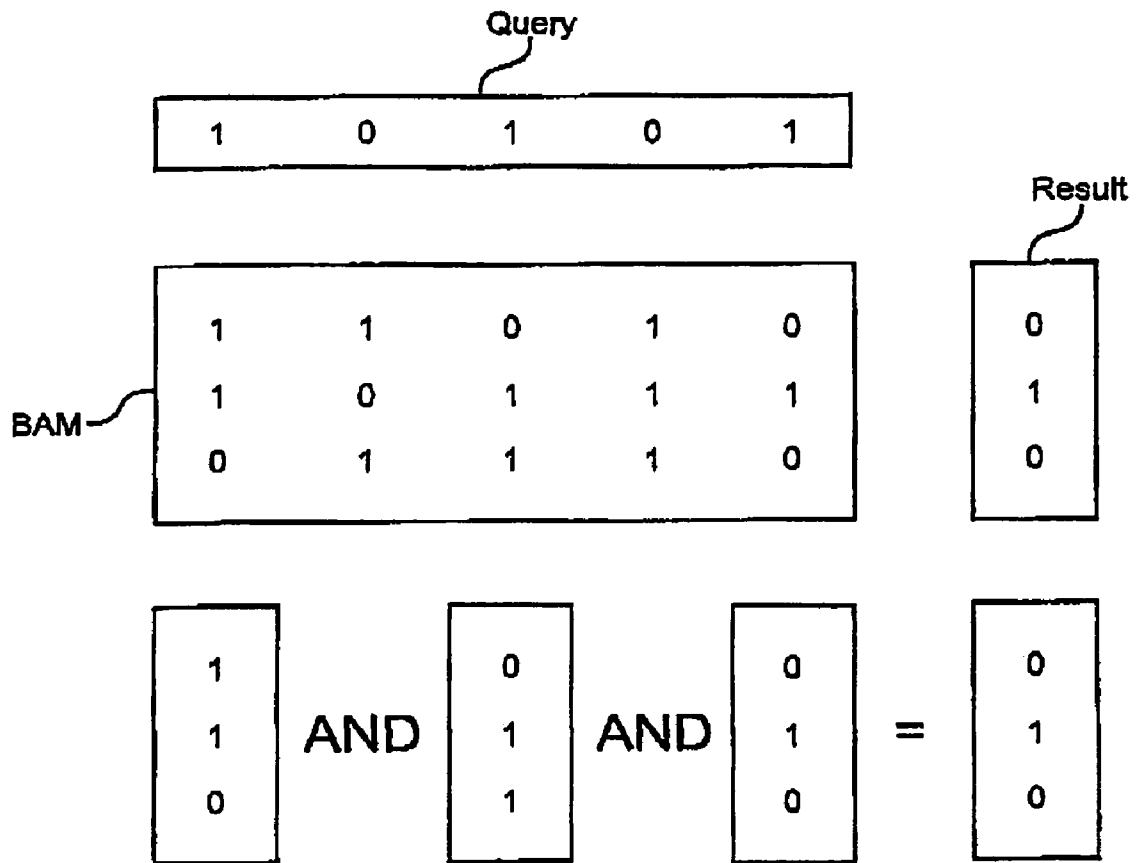 Query
1 0 1 0 1
Result
1 1 0 1 0 0
BAM 1 0 1 1 1 1
0 1 1 1 0 0
1 0 0 0
1 AND 1 AND 1 = 1
0 1 0 0